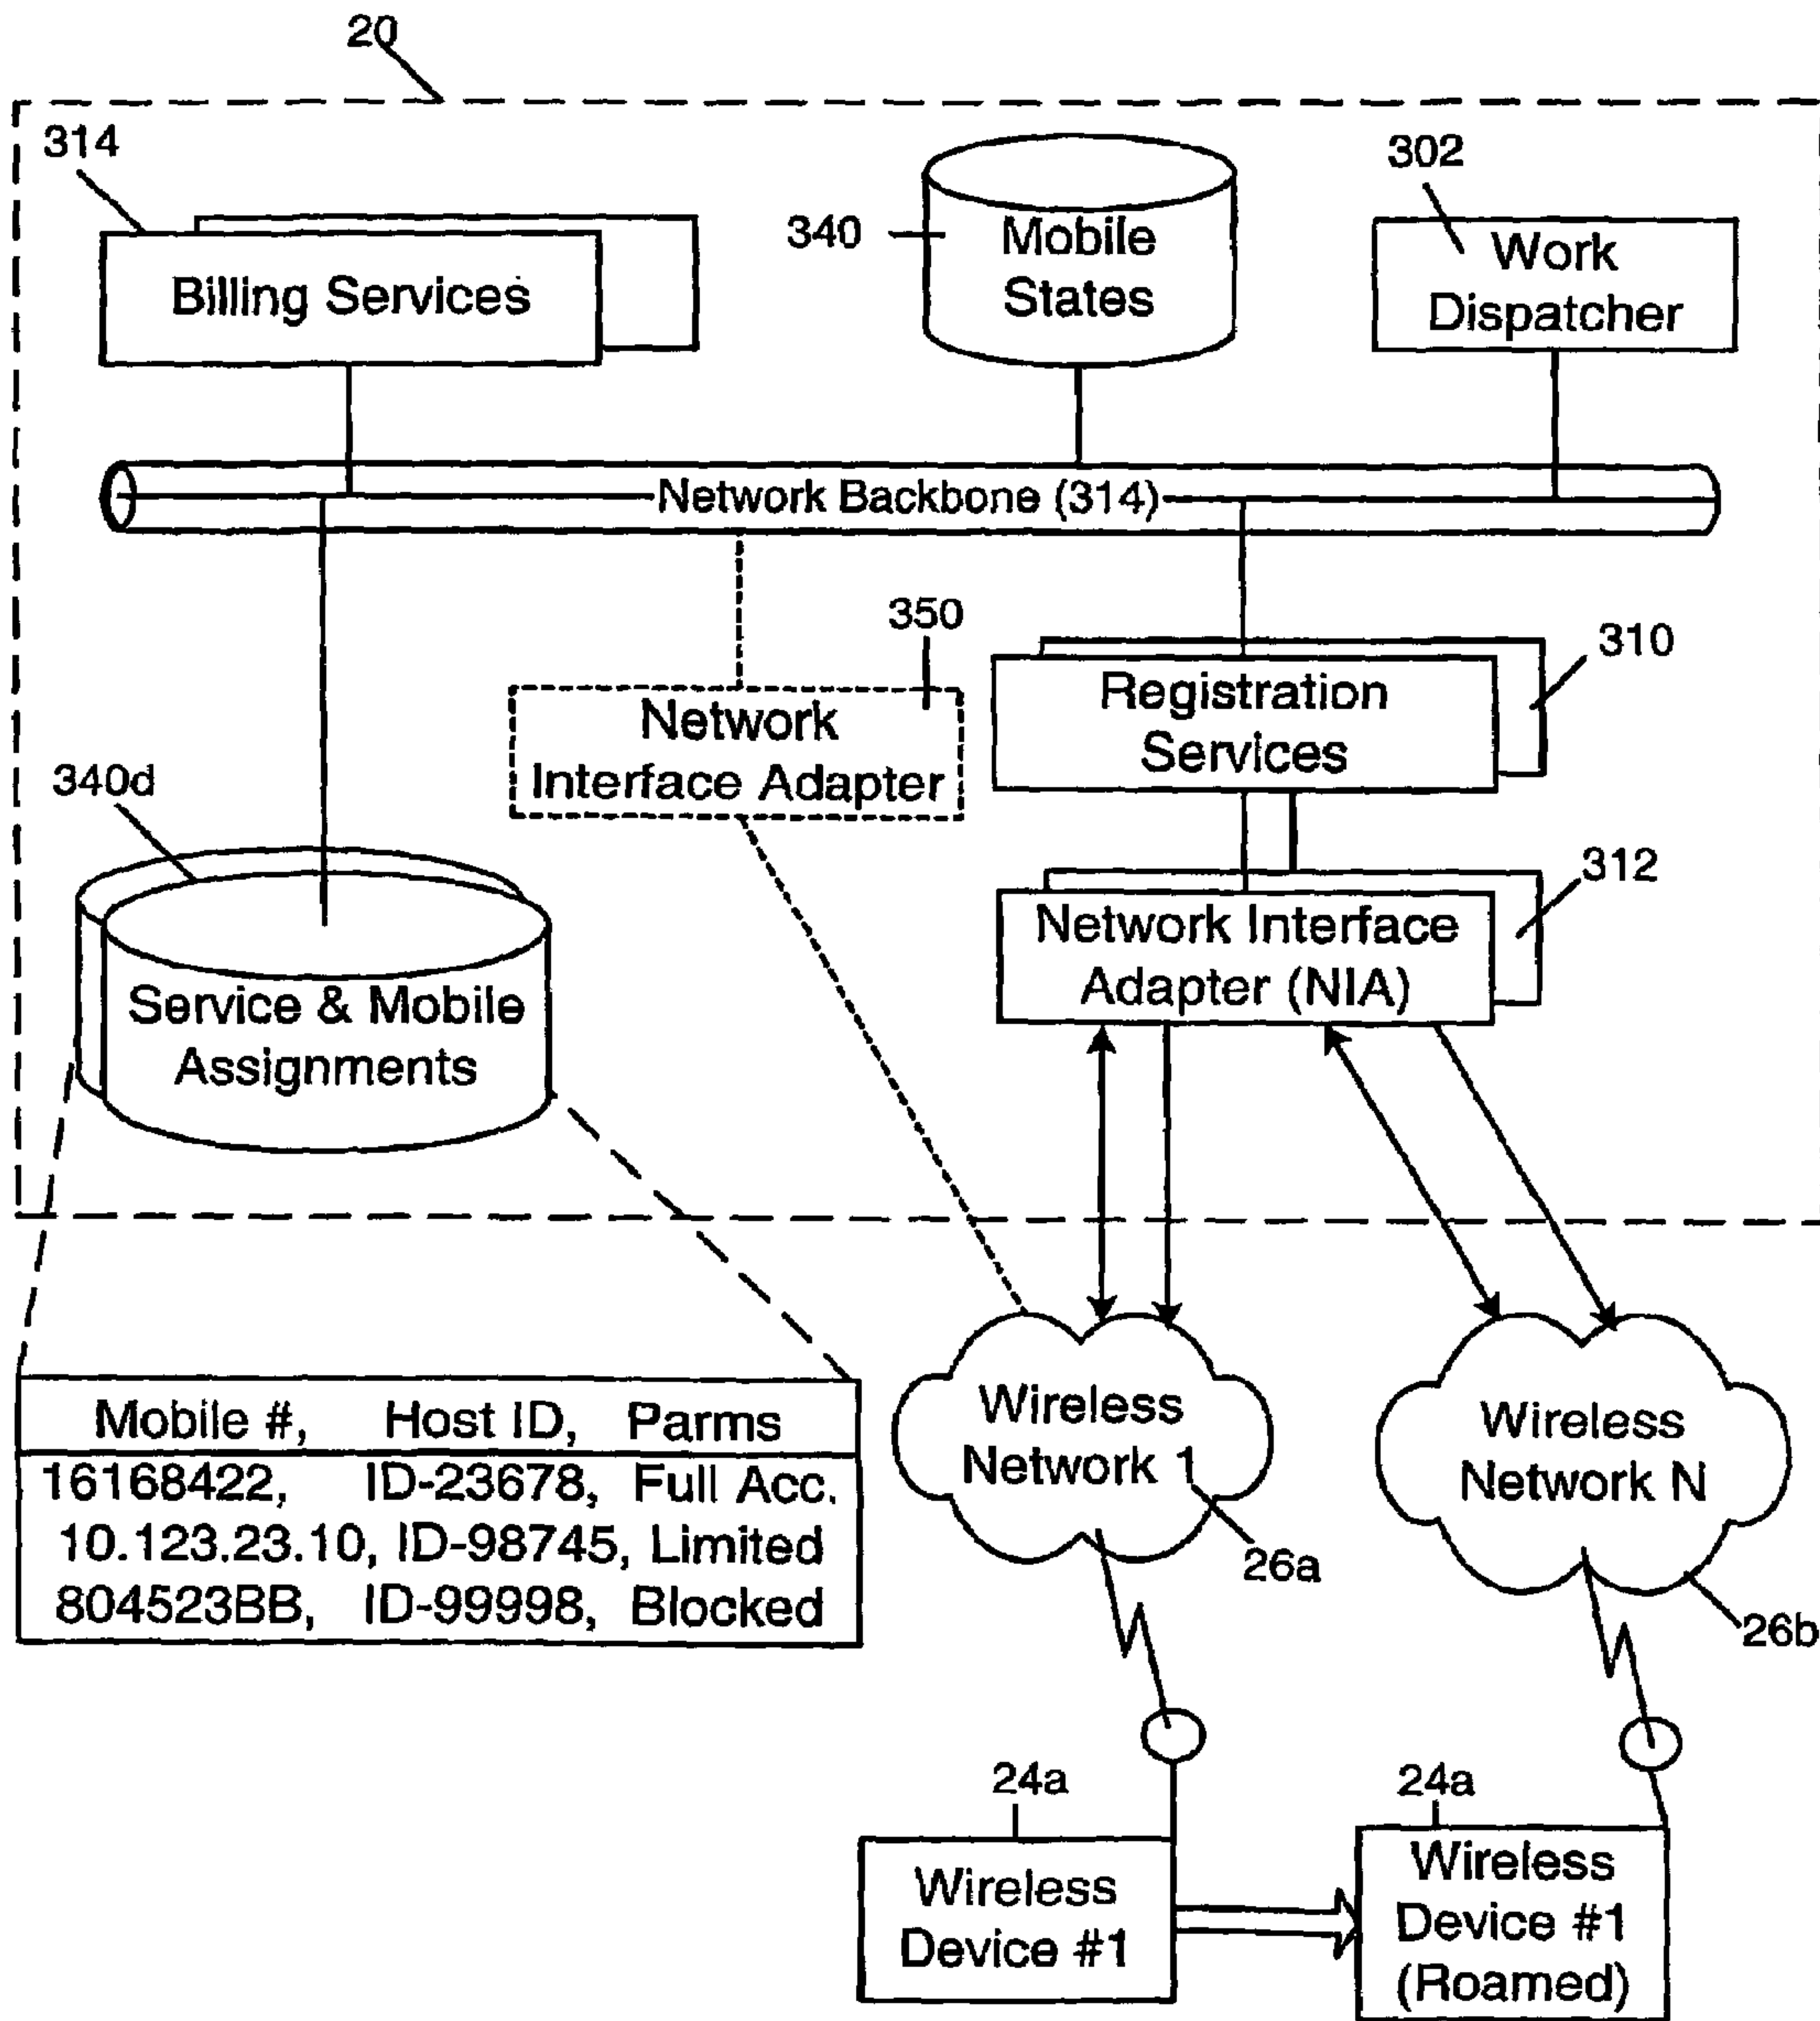 20
314
302
340
Mobile
States
Work
Dispatcher
Billing Services
Network Backbone (314)
350
310
Network
Interface Adapter
Registration
Services
340d
312
Network Interface
Adapter (NIA)
Service & Mobile
Assignments
Mobile #, Host ID, Parms
16168422, ID-23678, Full Acc.
10.123.23.10, ID-98745, Limited
804523BB, ID-99998, Blocked
Wireless
Network 1
26a
Wireless
Network N
26b
24a
Wireless
Device #1
24a
Wireless
Device #1
(Roamed)